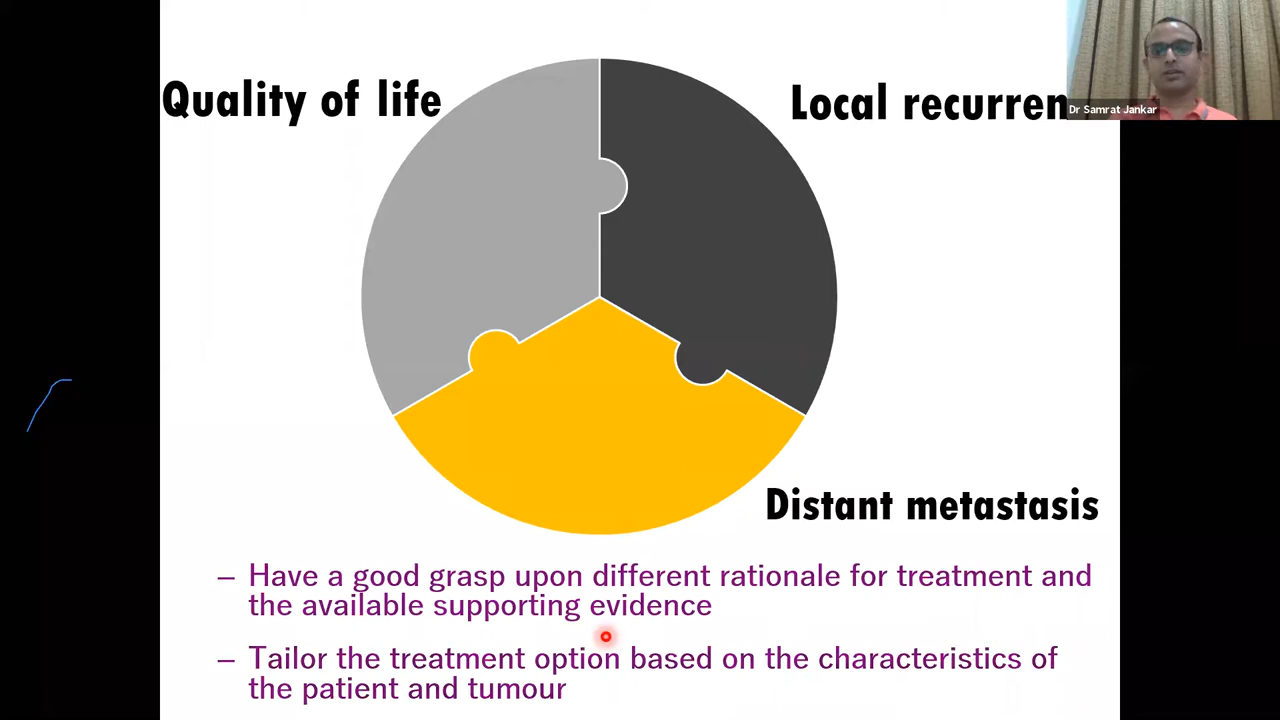 Quality of life
Local recurren
Dr Samrat Jankar
Distant metastasis
– Have a good grasp upon different rationale for treatment and
the available supporting evidence
– Tailor the treatment option based on the characteristics of
the patient and tumour